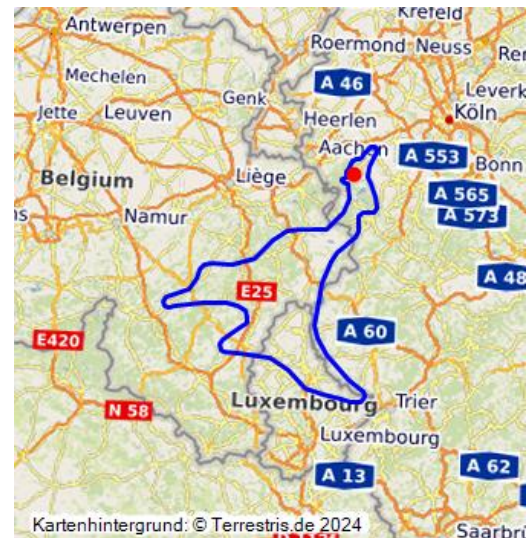 Krefeld
Antwerpen
Roermond
Neuss
Mechelen
A 46
Genk
Leverk
Jette
Leuven
Heerlen
Köln
Aachen
A 553
Bonn
Belgium
Liège
A 565
A 573
Namur
A 48
E25
E420
A 60
N 58
Luxembourg
Trier
Luxembourg
A 13
A 62
Kartenhintergrund: © Terrestris.de 2024
Saarbrü